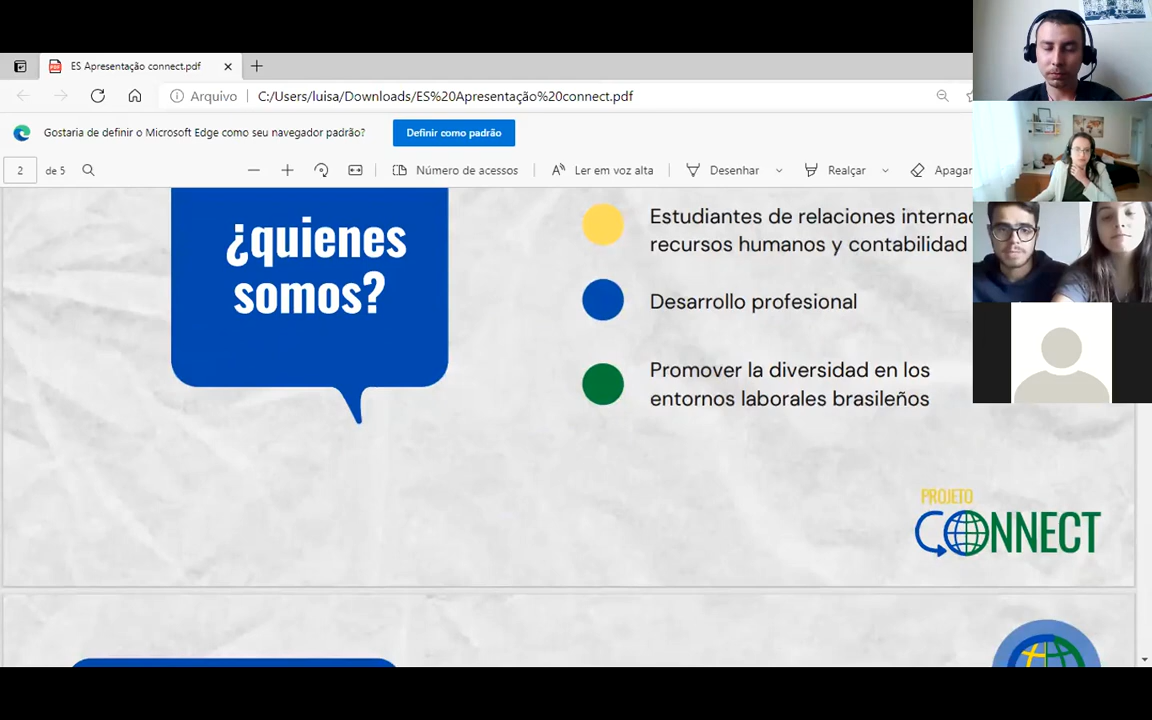 ES Apresentação connect.pdf
Arquivo
C:/Users/luisa/Downloads/ES%20Apresentação%20connect.pdf
Gostaria de definir o Microsoft Edge como seu navegador padrão?
Definir como padrão
2
de 5
Número de acessos
Ler em voz alta
Desenhar
Realçar
Apagar
¿quienes
somos?
Estudiantes de relaciones internac
recursos humanos y contabilidad
Desarrollo profesional
Promover la diversidad en los
entornos laborales brasileños
PROJETO
CONNECT